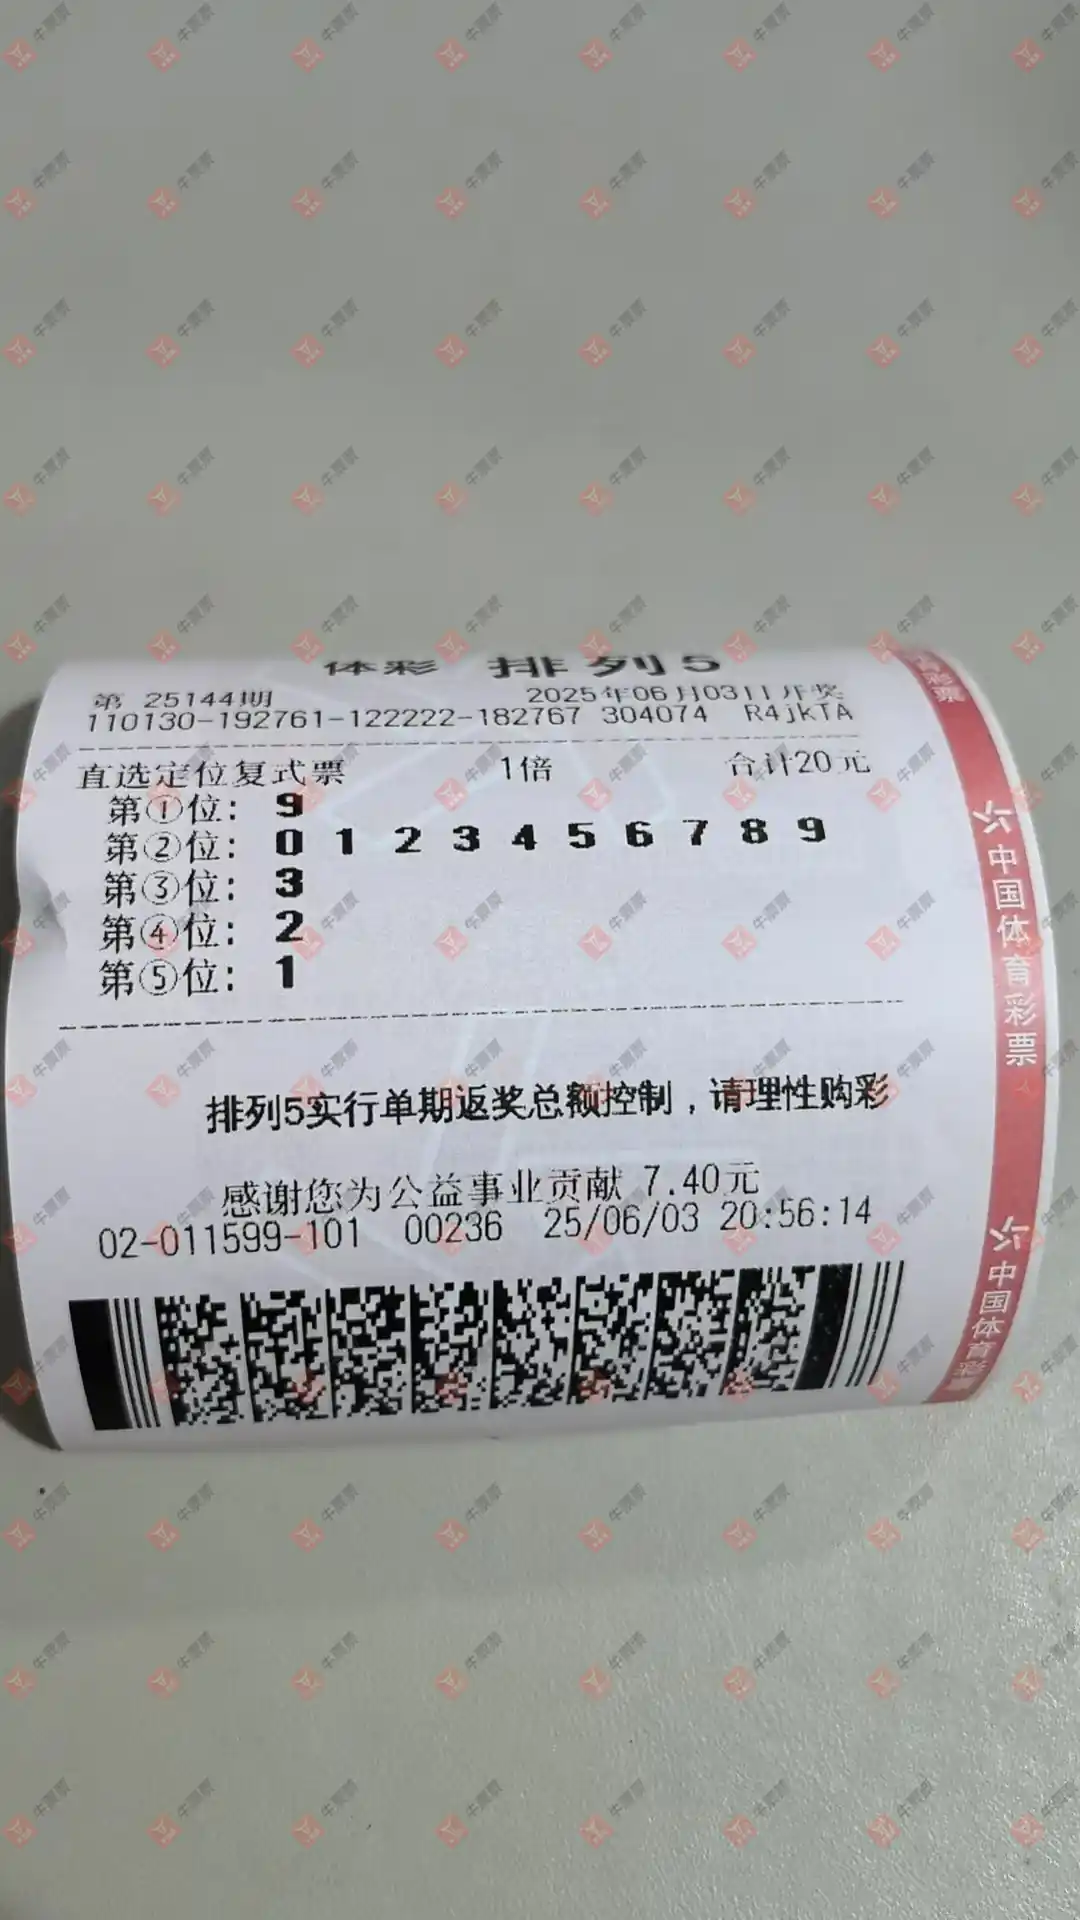 体彩 排列5
第 25144期 2025年06月03日开奖
110130-192761-122222-182767 304074 R4jkTA
直选定位复式票 1倍 合计20元
第①位: 9
第②位: 0 1 2 3 4 5 6 7 8 9
第③位: 3
第④位: 2
第⑤位: 1
排列5实行单期返奖总额控制，请理性购彩
感谢您为公益事业贡献 7.40元
02-011599-101 00236 25/06/03 20:56:14
中国体育彩票
中国体育彩
牛票票